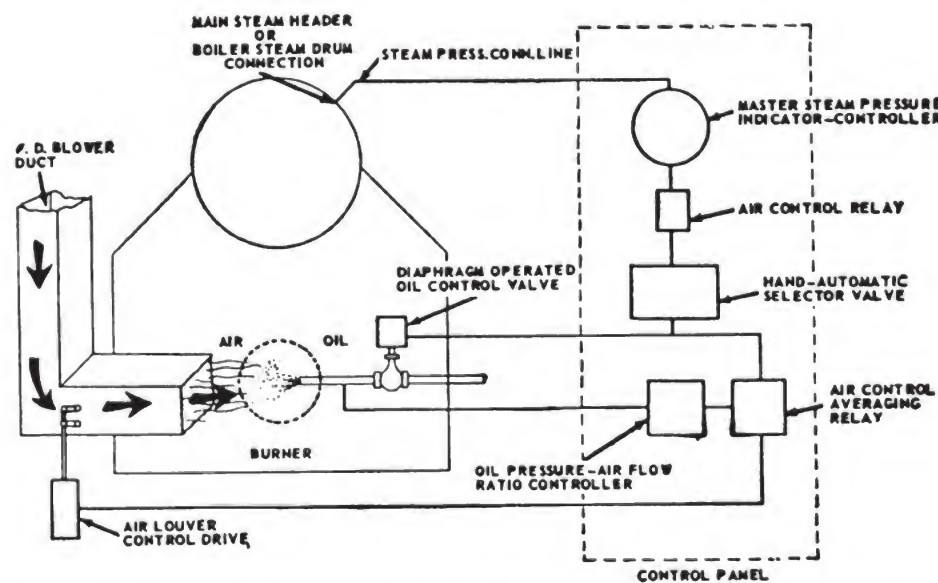 MAIN STEAM HEADER
OR
BOILER STEAM DRUM
CONNECTION
STEAM PRESS. CONN. LINE
MASTER STEAM PRESSURE
INDICATOR-CONTROLLER
F. D. BLOWER
DUCT
AIR CONTROL RELAY
DIAPHRAGM OPERATED
OIL CONTROL VALVE
HAND-AUTOMATIC
SELECTOR VALVE
AIR
OIL
AIR CONTROL
AVERAGING
RELAY
BURNER
OIL PRESSURE-AIR FLOW
RATIO CONTROLLER
AIR LOUVER
CONTROL DRIVE
CONTROL PANEL